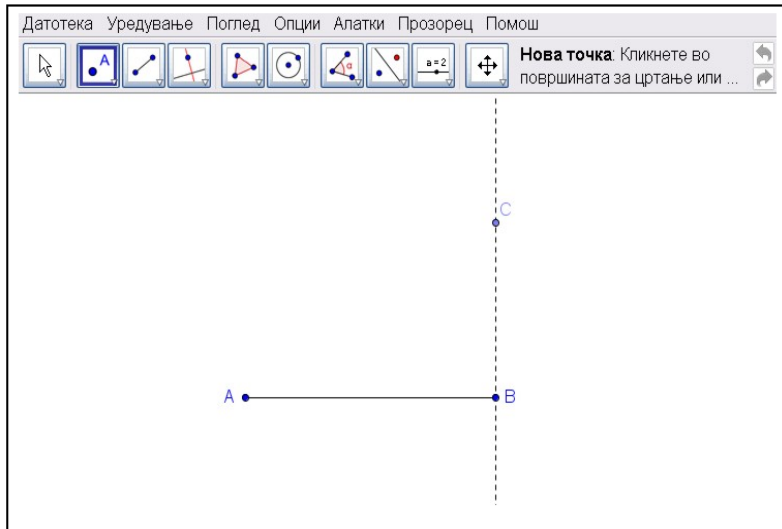 Датотека Уредување Поглед Опции Алатки Прозорец Помош
A
α
a = 2
Нова точка: Кликнете во
површината за цртање или ...
C
A
B